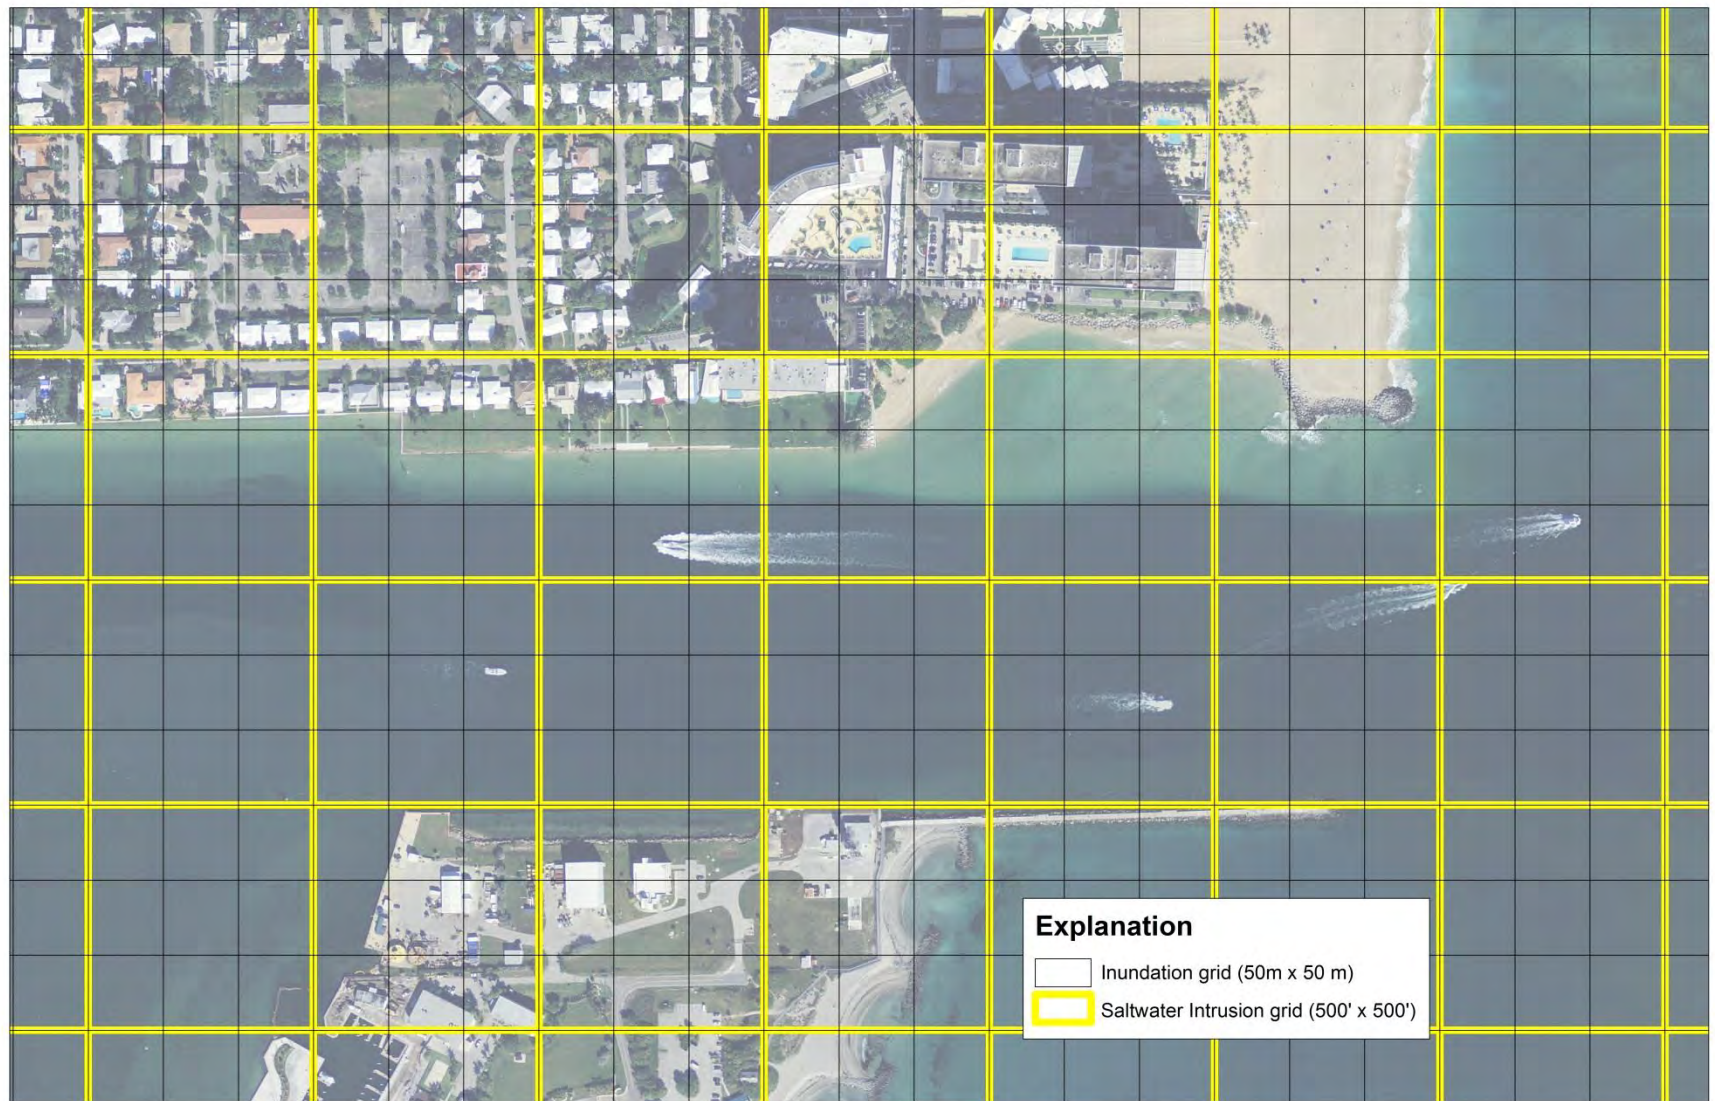 Explanation
Inundation grid (50m x 50 m)
Saltwater Intrusion grid (500' x 500')